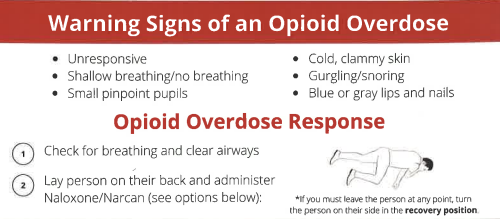 Warning Signs of an Opioid Overdose
• Unresponsive
• Shallow breathing/no breathing
• Small pinpoint pupils
• Cold, clammy skin
• Gurgling/snoring
• Blue or gray lips and nails
Opioid Overdose Response
1 Check for breathing and clear airways
2 Lay person on their back and administer
Naloxone/Narcan (see options below):
*If you must leave the person at any point, turn
the person on their side in the recovery position.